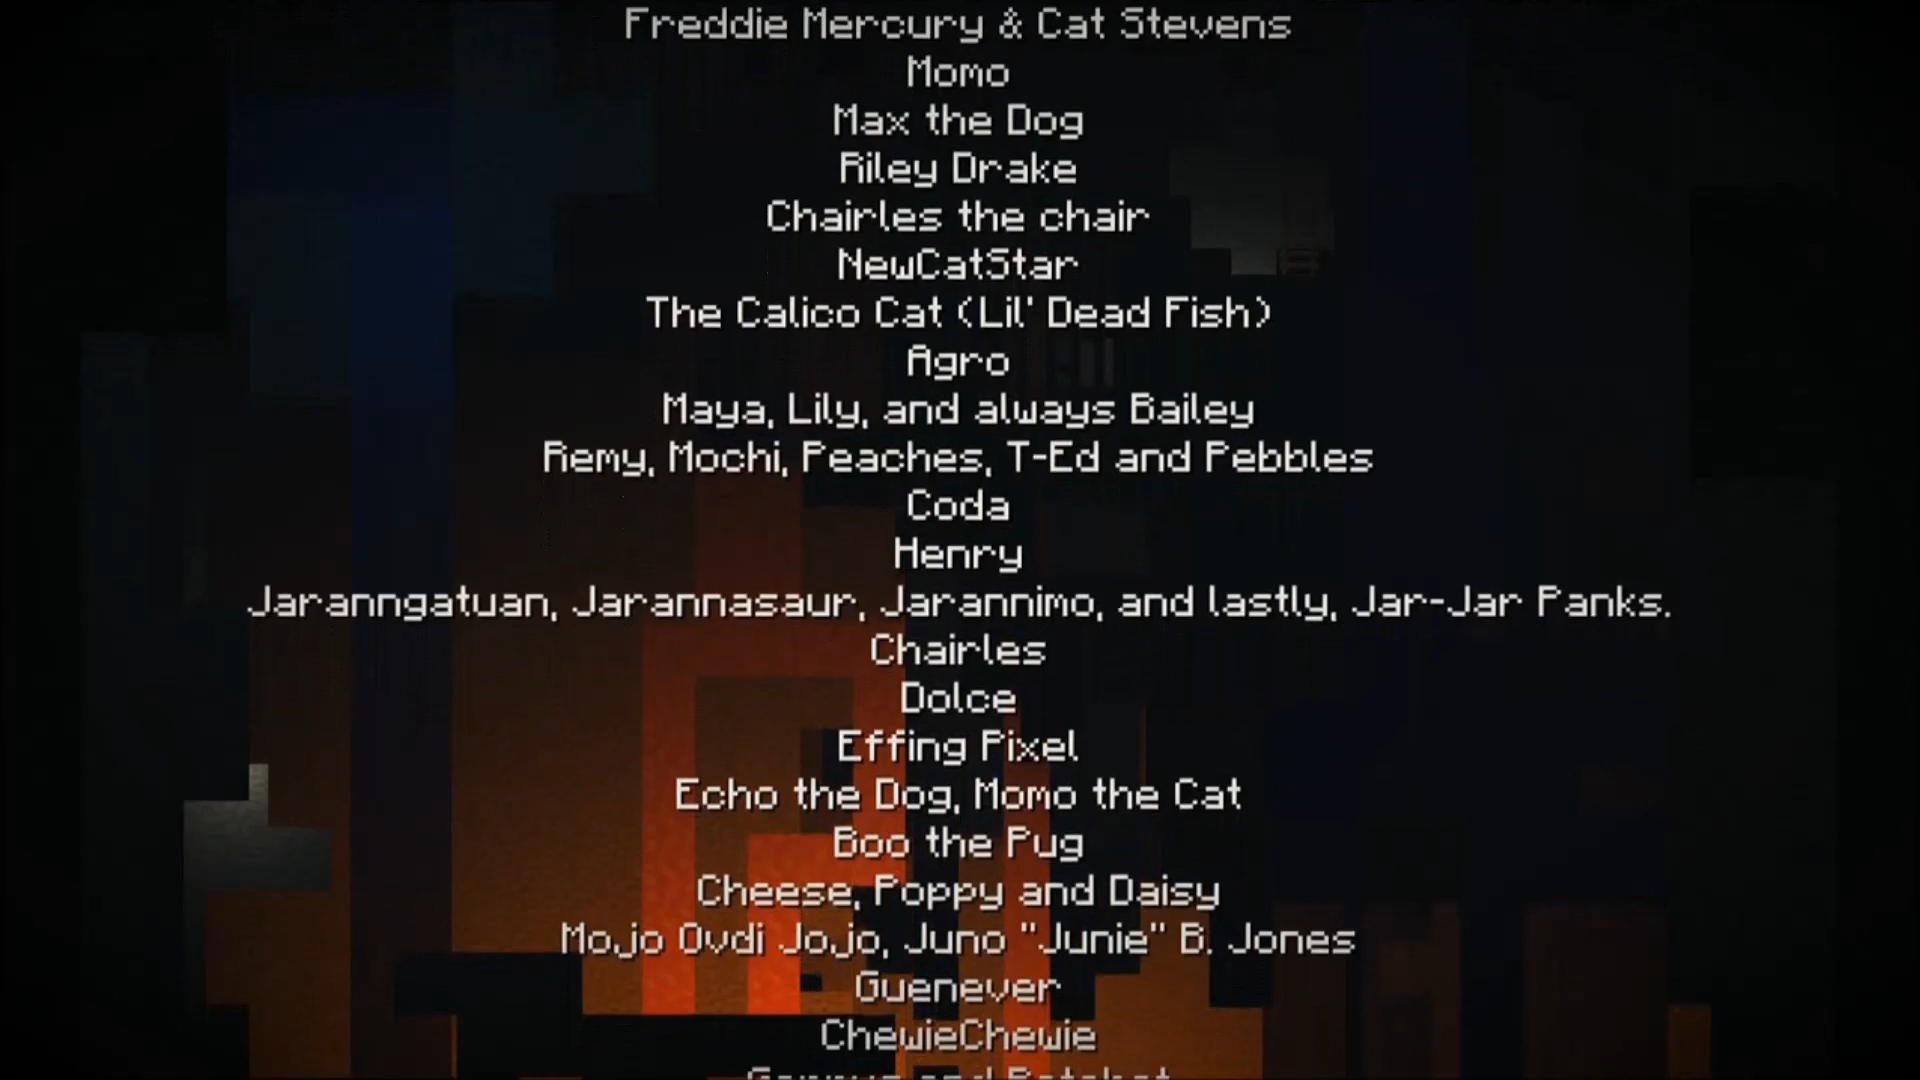 Freddie Mercury & Cat Stevens
Momo
Max the Dog
Riley Drake
Chairles the chair
NewCatStar
The Calico Cat (Lil' Dead Fish)
Agro
Maya, Lily, and always Bailey
Remy, Mochi, Peaches, T-Ed and Pebbles
Coda
Henry
Jaranngatuan, Jarannasaur, Jarannimo, and lastly, Jar-Jar Panks.
Chairles
Dolce
Effing Pixel
Echo the Dog, Momo the Cat
Boo the Pug
Cheese, Poppy and Daisy
Mojo Ovdi Jojo, Juno "Junie" B. Jones
Guenever
ChewieChewie
and